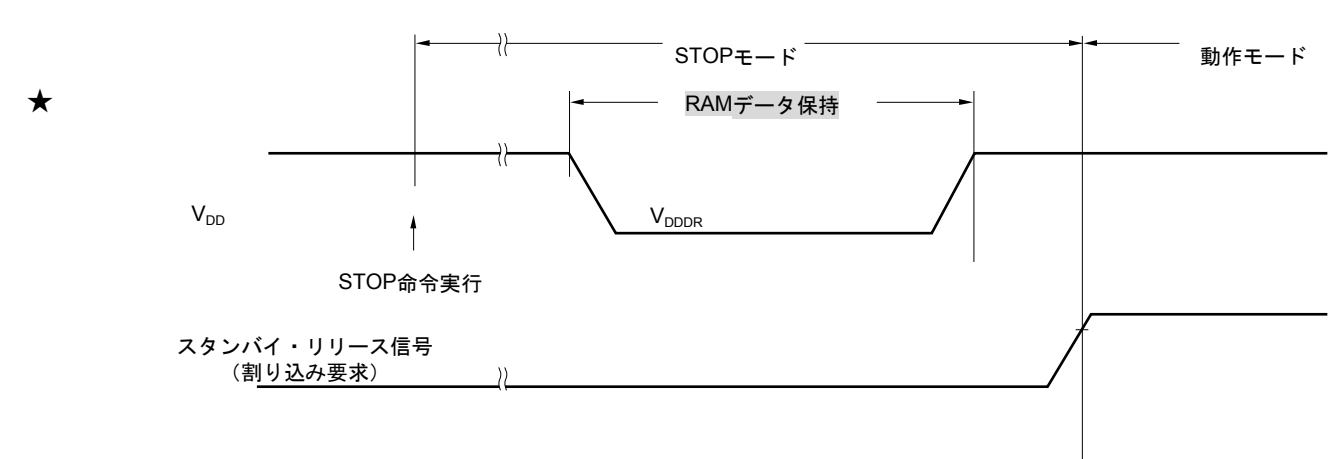 STOPモード
動作モード
★
RAMデータ保持
VDD
VDDDR
STOP命令実行
スタンバイ・リリース信号
（割り込み要求）